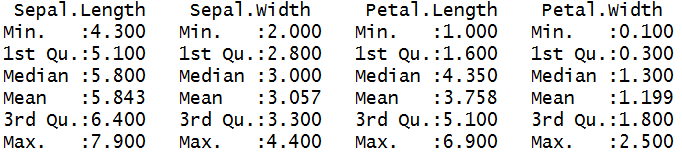 Sepal.Length    Sepal.Width     Petal.Length    Petal.Width
Min.   :4.300   Min.   :2.000   Min.   :1.000   Min.   :0.100
1st Qu.:5.100   1st Qu.:2.800   1st Qu.:1.600   1st Qu.:0.300
Median :5.800   Median :3.000   Median :4.350   Median :1.300
Mean   :5.843   Mean   :3.057   Mean   :3.758   Mean   :1.199
3rd Qu.:6.400   3rd Qu.:3.300   3rd Qu.:5.100   3rd Qu.:1.800
Max.   :7.900   Max.   :4.400   Max.   :6.900   Max.   :2.500